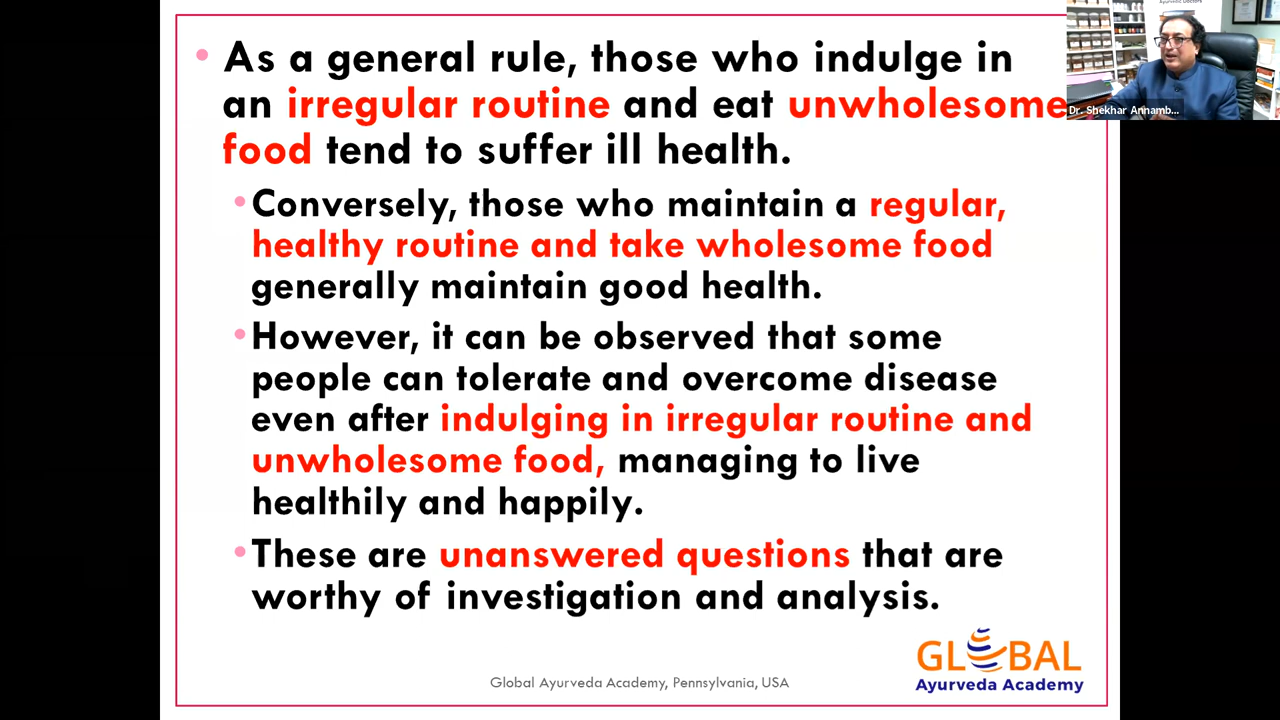 • As a general rule, those who indulge in
an irregular routine and eat unwholesome
food tend to suffer ill health.
• Conversely, those who maintain a regular,
healthy routine and take wholesome food
generally maintain good health.
• However, it can be observed that some
people can tolerate and overcome disease
even after indulging in irregular routine and
unwholesome food, managing to live
healthily and happily.
• These are unanswered questions that are
worthy of investigation and analysis.
Dr. Shekhar Annamb...
Global Ayurveda Academy, Pennsylvania, USA
GLOBAL
Ayurveda Academy